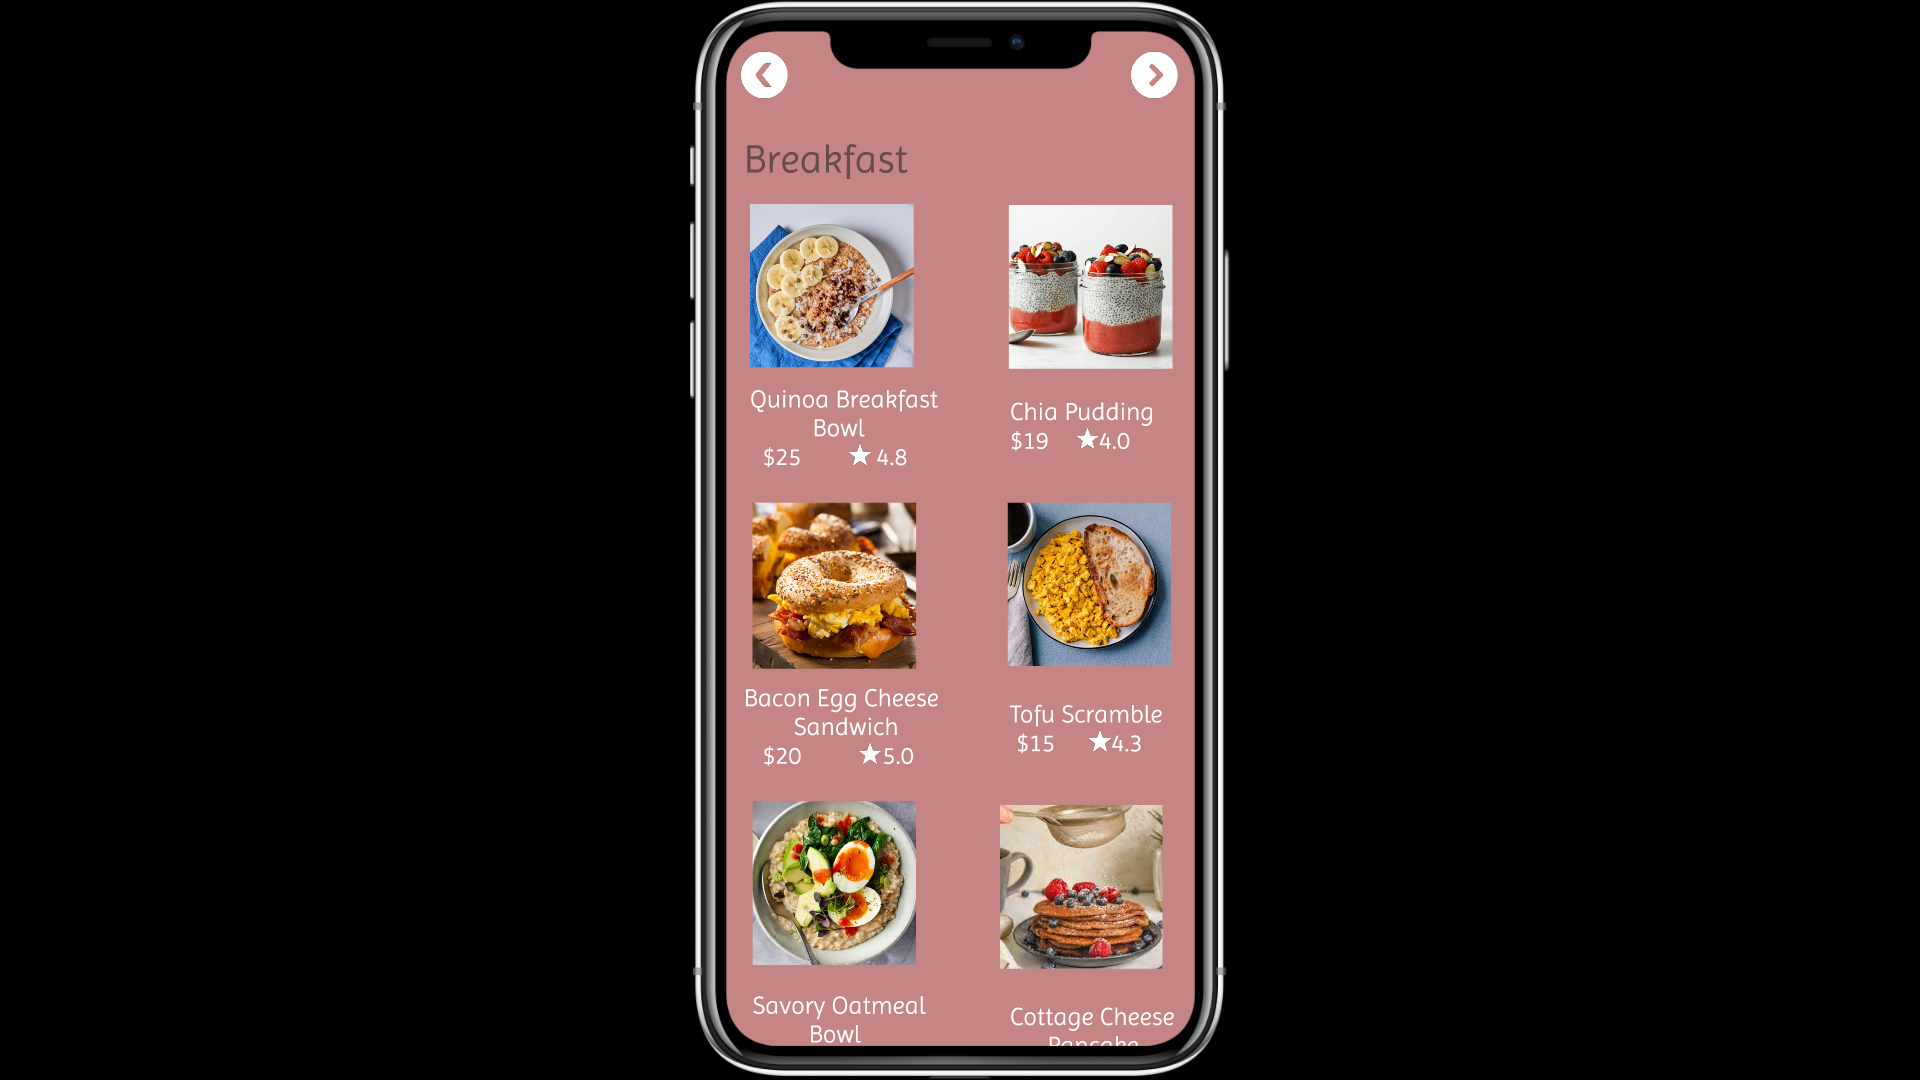 Breakfast
Quinoa Breakfast
Bowl
$25 ★ 4.8
Chia Pudding
$19 ★4.0
Bacon Egg Cheese
Sandwich
$20 ★5.0
Tofu Scramble
$15 ★4.3
Savory Oatmeal
Bowl
Cottage Cheese
Pancake